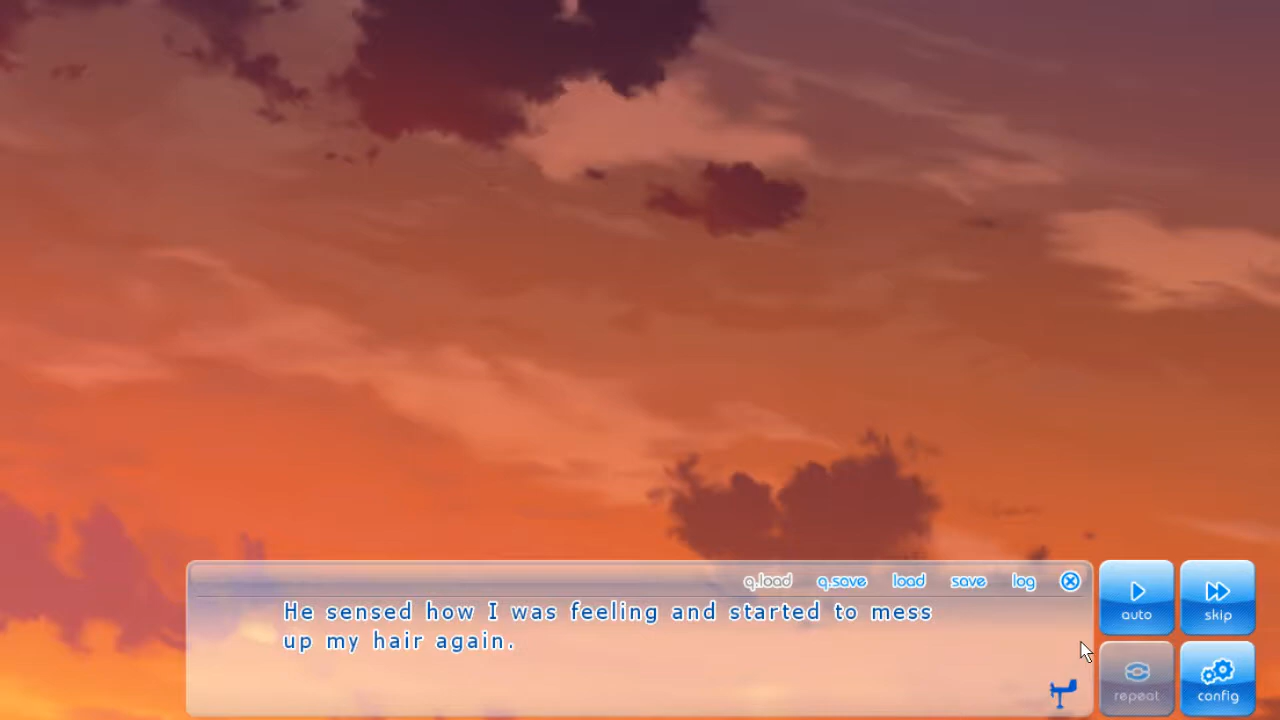 q.load q.save load save log
He sensed how I was feeling and started to mess
up my hair again.
auto
skip
repeat
config